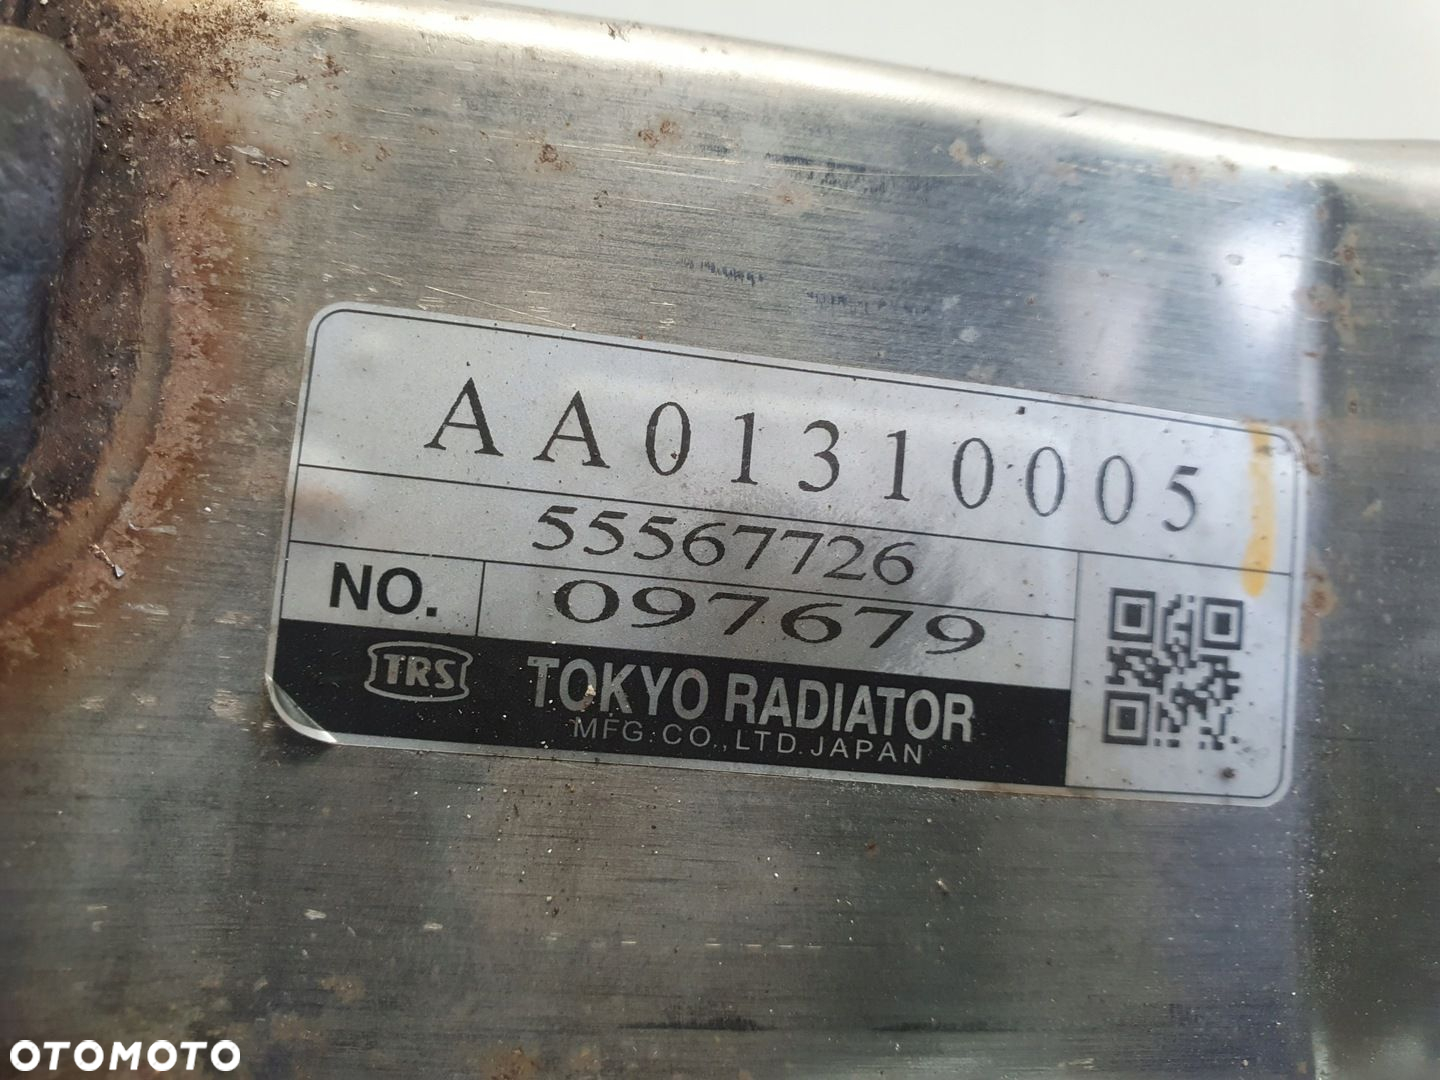 AA01310005
55567726
NO. 097679
TRS TOKYO RADIATOR
MFG.CO.,LTD.JAPAN
OTOMOTO